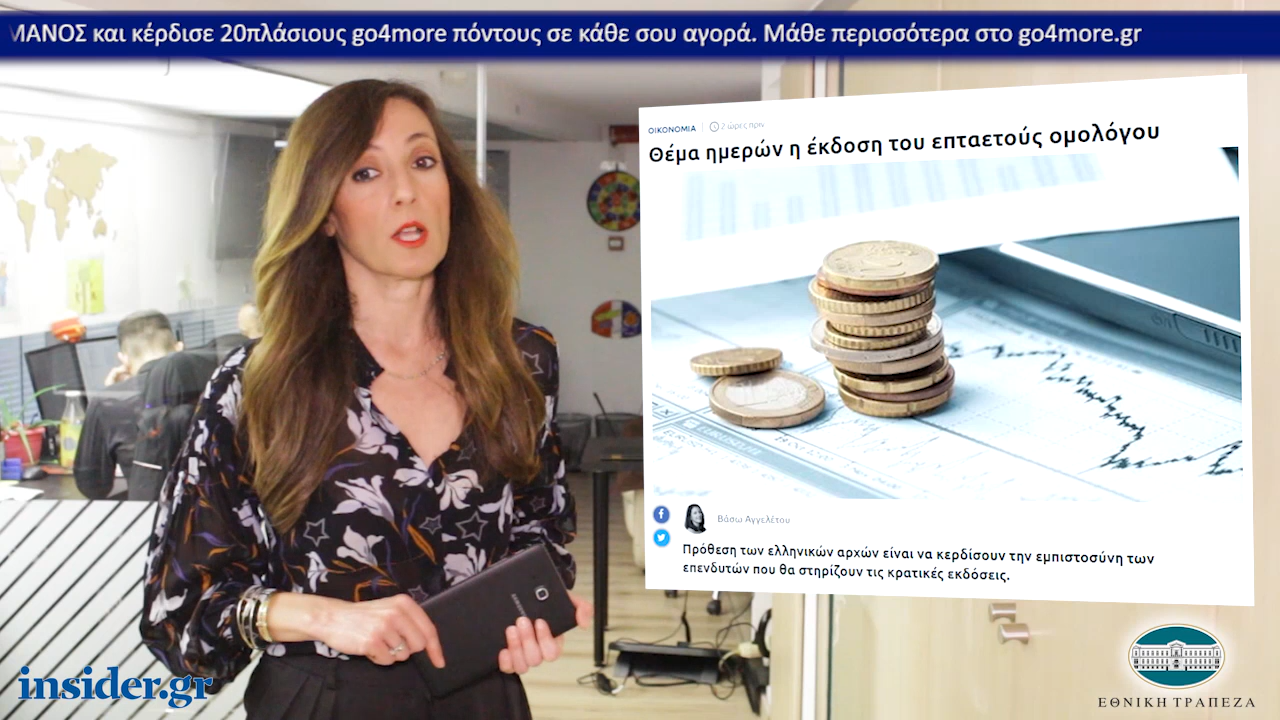 ΜΑΝΟΣ και κέρδισε 20πλάσιους go4more πόντους σε κάθε σου αγορά. Μάθε περισσότερα στο go4more.gr
ΟΙΚΟΝΟΜΙΑ 2 ώρες πριν
Θέμα ημερών η έκδοση του επταετούς ομολόγου
Βάσω Αγγελέτου
Πρόθεση των ελληνικών αρχών είναι να κερδίσουν την εμπιστοσύνη των
επενδυτών που θα στηρίζουν τις κρατικές εκδόσεις.
SAMSUNG
insider.gr
ΕΘΝΙΚΗ ΤΡΑΠΕΖΑ